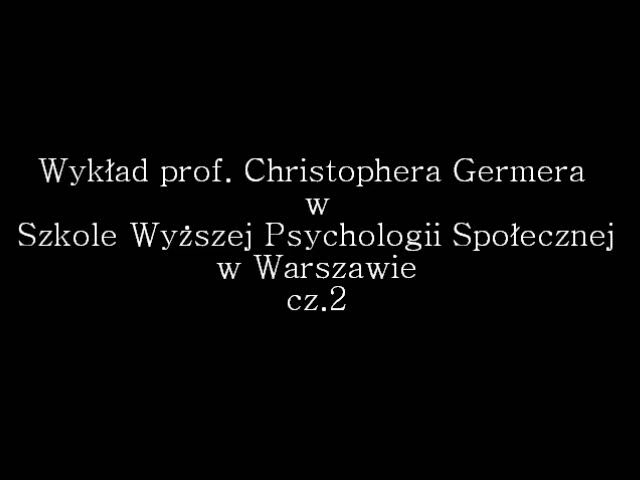 Wykład prof. Christophera Germera
w
Szkole Wyższej Psychologii Społecznej
w Warszawie
cz.2